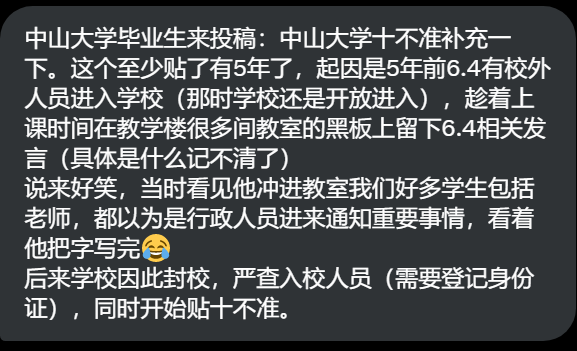 中山大学毕业生来投稿：中山大学十不准补充一
下。这个至少贴了有5年了，起因是5年前6.4有校外
人员进入学校（那时学校还是开放进入），趁着上
课时间在教学楼很多间教室的黑板上留下6.4相关发
言（具体是什么记不清了）
说来好笑，当时看见他冲进教室我们好多学生包括
老师，都以为是行政人员进来通知重要事情，看着
他把字写完😂
后来学校因此封校，严查入校人员（需要登记身份
证），同时开始贴十不准。